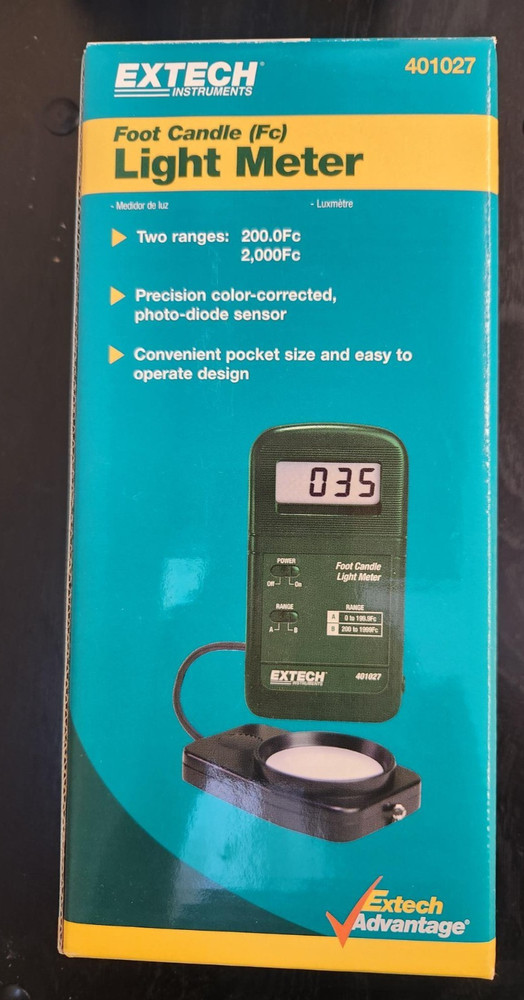 EXTECH®
INSTRUMENTS
401027
Foot Candle (Fc)
Light Meter
- Medidor de luz
- Luxmètre
Two ranges: 200.0Fc
2,000Fc
Precision color-corrected,
photo-diode sensor
Convenient pocket size and easy to
operate design
035
POWER
Off On
Foot Candle
Light Meter
RANGE
A B
RANGE
A 0 to 199.9Fc
B 200 to 1999Fc
EXTECH
INSTRUMENTS
401027
Extech
Advantage®